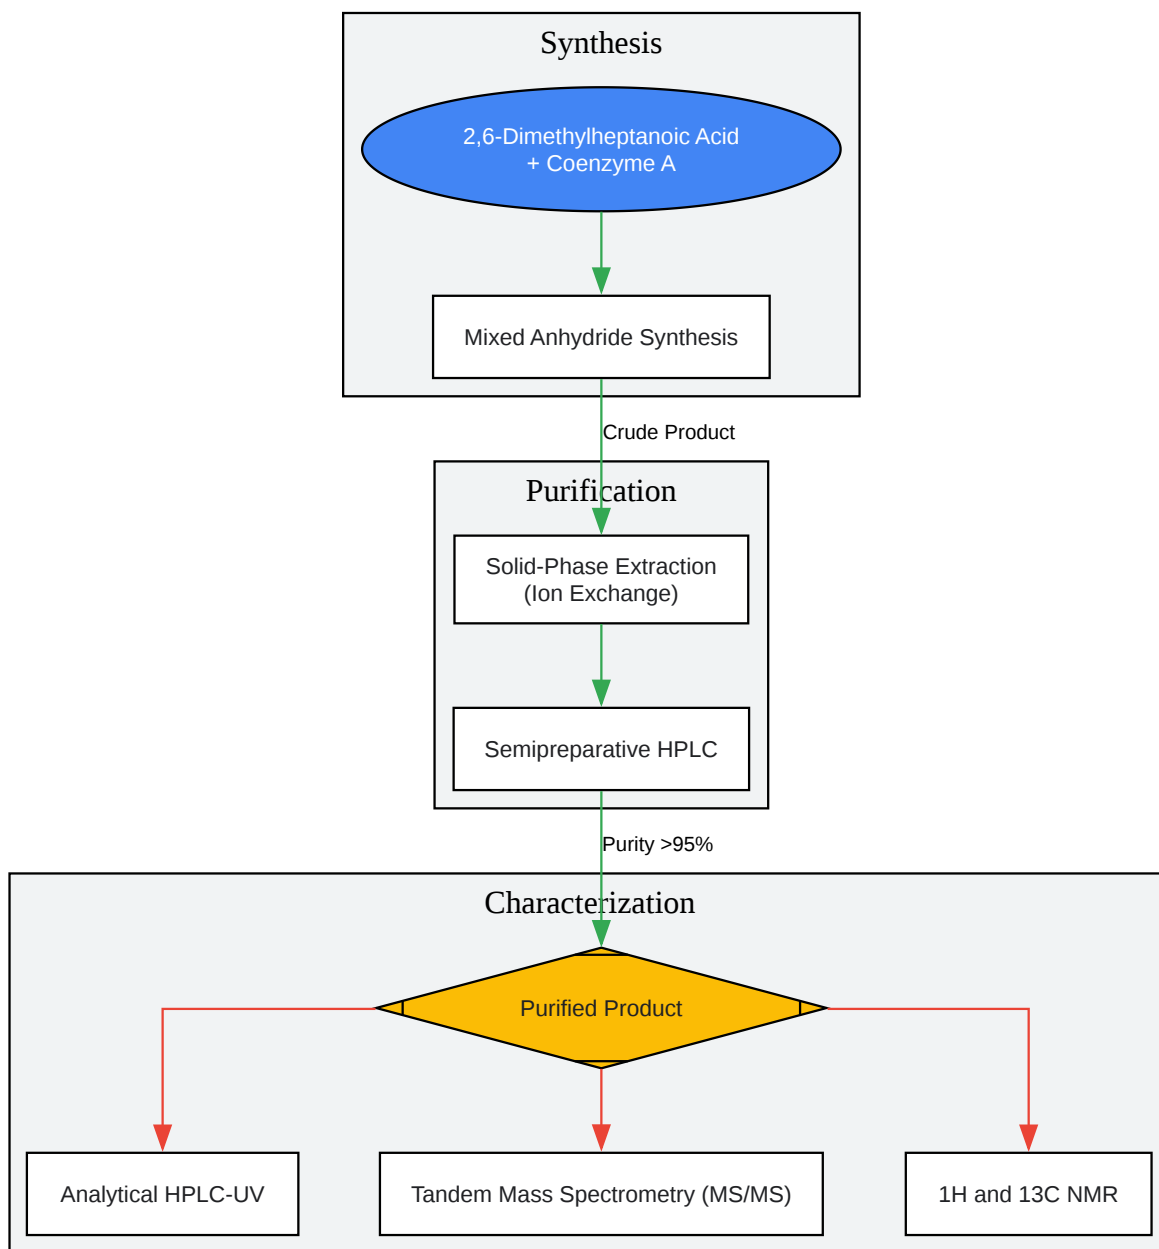 Synthesis
2,6-Dimethylheptanoic Acid
+ Coenzyme A
Mixed Anhydride Synthesis
Crude Product
Purification
Solid-Phase Extraction
(Ion Exchange)
Semipreparative HPLC
Purity >95%
Characterization
Purified Product
Analytical HPLC-UV
Tandem Mass Spectrometry (MS/MS)
1H and 13C NMR